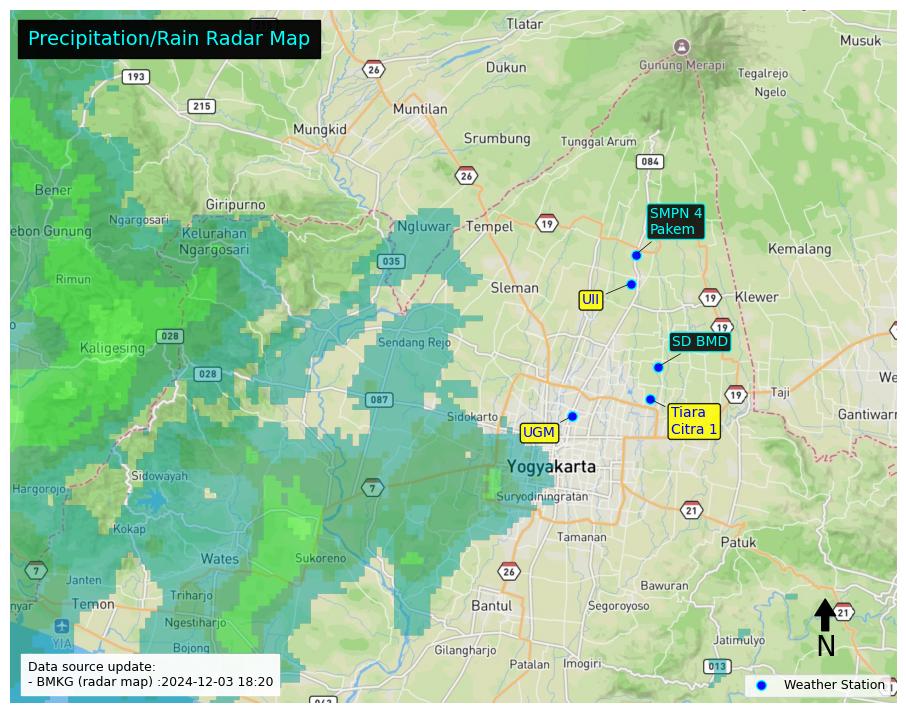 Precipitation/Rain Radar Map
Tlatar
Musuk
26
193
Dukun
Gunung Merapi
Tegalrejo
Ngelo
215
Muntilan
Mungkid
Srumbung
Tunggal Arum
084
26
Bener
Giripurno
SMPN 4
Pakem
Ngargosari
Ngluwar
Tempel
19
ebon Gunung
Kelurahan
Ngargosari
Kemalang
035
Rimun
Sleman
UII
19
Klewer
19
028
Sendang Rejo
SD BMD
Kaligesing
028
We
087
19
Taji
Sidokarto
Tiara
Citra 1
Gantiwarn
UGM
Yogyakarta
Sidowayah
7
Hargorojo
Suryodiningratan
21
Kokap
Tamanan
Patuk
Wates
Sukoreno
7
Janten
26
Bawuran
nyar
Temon
Triharjo
Bantul
Segoroyoso
21
Ngestiharjo
YIA
Jatimulyo
N
Bojong
Gilangharjo
Patalan
Imogiri
013
Data source update:
- BMKG (radar map) :2024-12-03 18:20
Weather Station